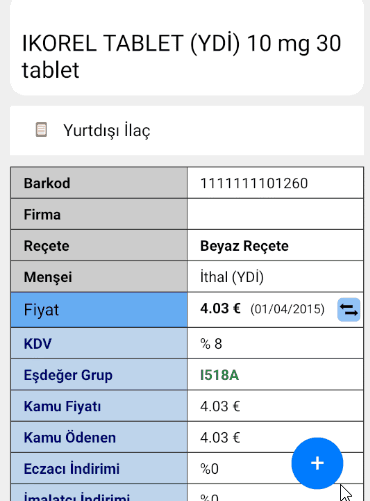 IKOREL TABLET (YDİ) 10 mg 30
tablet
Yurtdışı İlaç
Barkod 1111111101260
Firma
Reçete Beyaz Reçete
Menşei İthal (YDİ)
Fiyat 4.03 € (01/04/2015)
KDV % 8
Eşdeğer Grup I518A
Kamu Fiyatı 4.03 €
Kamu Ödenen 4.03 €
Eczacı İndirimi %0
İmalatçı İndirimi %0
+